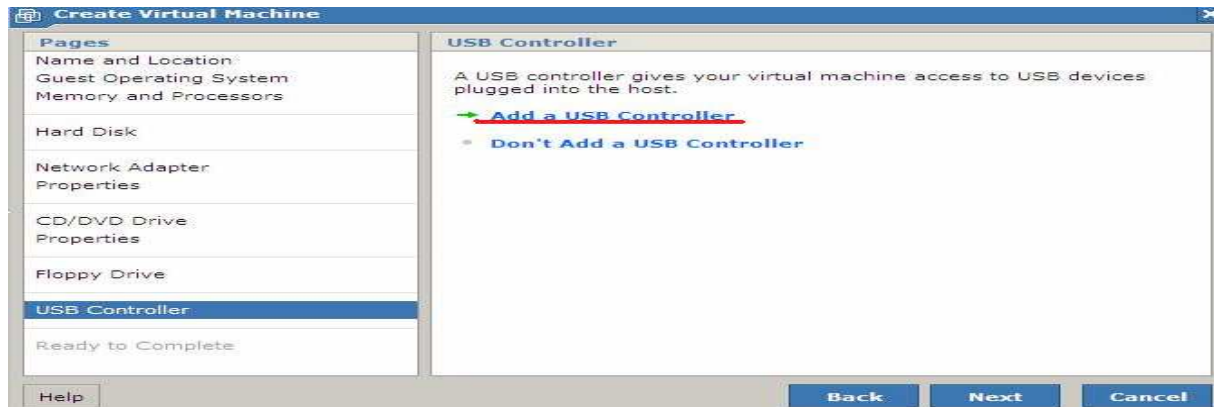 Create Virtual Machine
Pages
Name and Location
Guest Operating System
Memory and Processors
Hard Disk
Network Adapter
Properties
CD/DVD Drive
Properties
Floppy Drive
USB Controller
Ready to Complete
USB Controller
A USB controller gives your virtual machine access to USB devices
plugged into the host.
Add a USB Controller
Don't Add a USB Controller
Help
Back
Next
Cancel